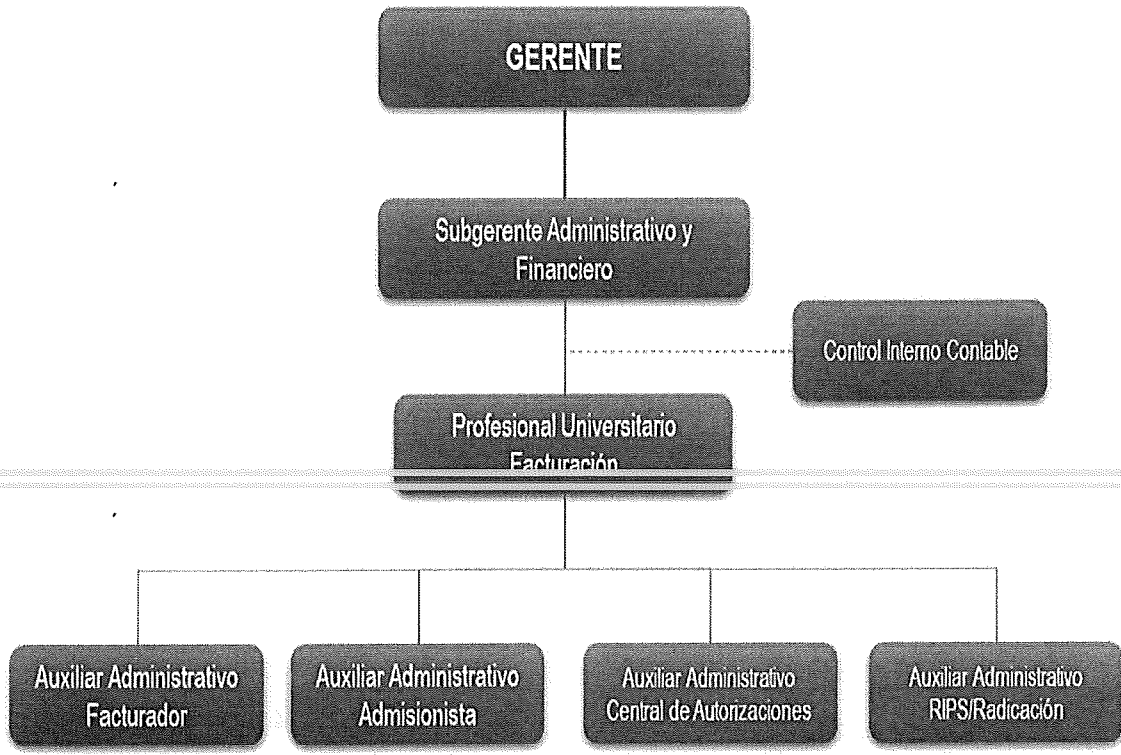 GERENTE
Subgerente Administrativo y
Financiero
Control Interno Contable
Profesional Universitario
Facturación
Auxiliar Administrativo
Facturador
Auxiliar Administrativo
Admisionista
Auxiliar Administrativo
Central de Autorizaciones
Auxiliar Administrativo
RIPS/Radicación